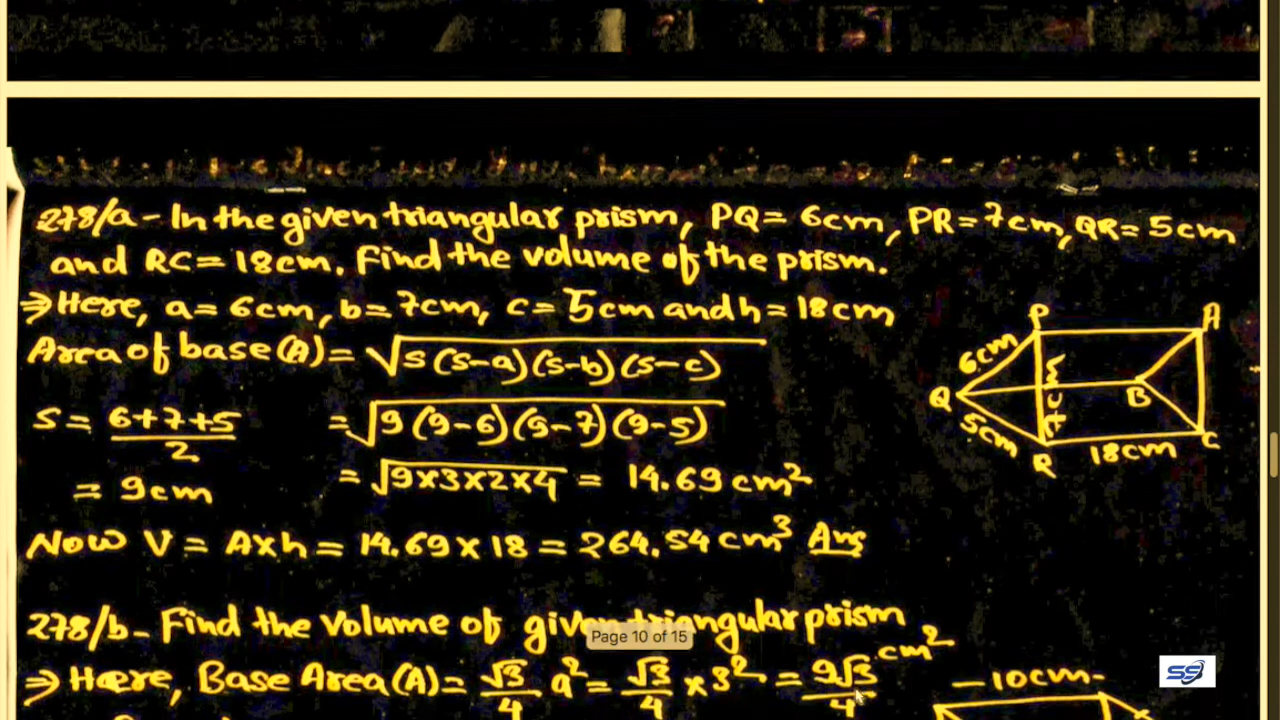 278/a - In the given triangular prism, PQ = 6cm, PR = 7cm, QR = 5cm
and RC = 18cm. Find the volume of the prism.
⇒ Here, a = 6cm, b = 7cm, c = 5cm and h = 18cm
Area of base (A) = √s(s-a)(s-b)(s-c)
S = 6+7+5/2 = √9(9-6)(9-7)(9-5)
= 9cm = √9×3×2×4 = 14.69 cm²
Now V = A×h = 14.69 × 18 = 264.54 cm³ Ans
P
A
6cm
7cm
Q
B
5cm
R
18cm
C
278/b - Find the Volume of given triangular prism
Page 10 of 15
⇒ Here, Base Area (A) = √3/4 a² = √3/4 × 3² = 9√3/4 cm²
10cm
S9